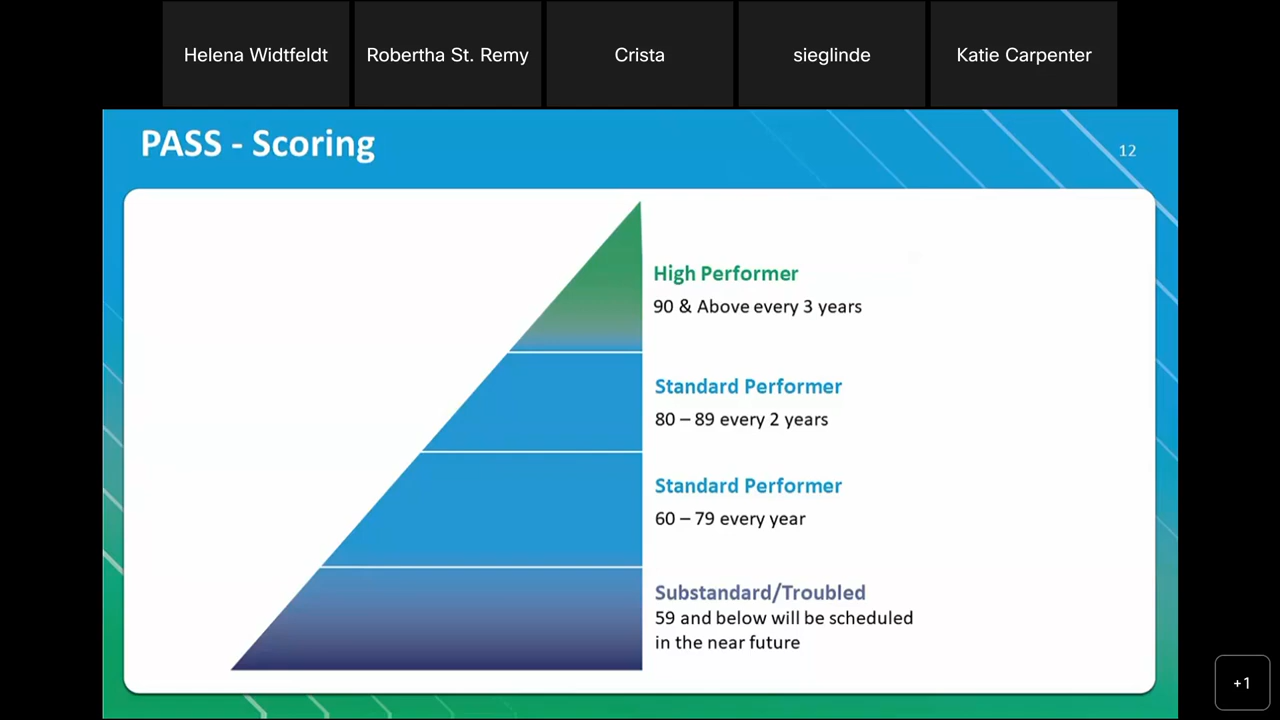 Helena Widtfeldt
Robertha St. Remy
Crista
sieglinde
Katie Carpenter
PASS - Scoring
12
High Performer
90 & Above every 3 years
Standard Performer
80 – 89 every 2 years
Standard Performer
60 – 79 every year
Substandard/Troubled
59 and below will be scheduled
in the near future
+1